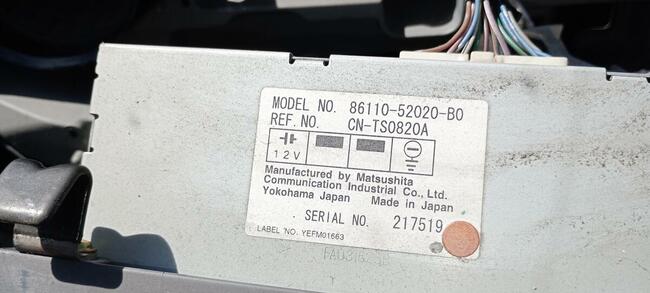 MODEL NO. 86110-52020-B0
REF. NO. CN-TS0820A
12V
Manufactured by Matsushita
Communication Industrial Co., Ltd.
Yokohama Japan Made in Japan
SERIAL NO. 217519
LABEL NO. YEFM01663